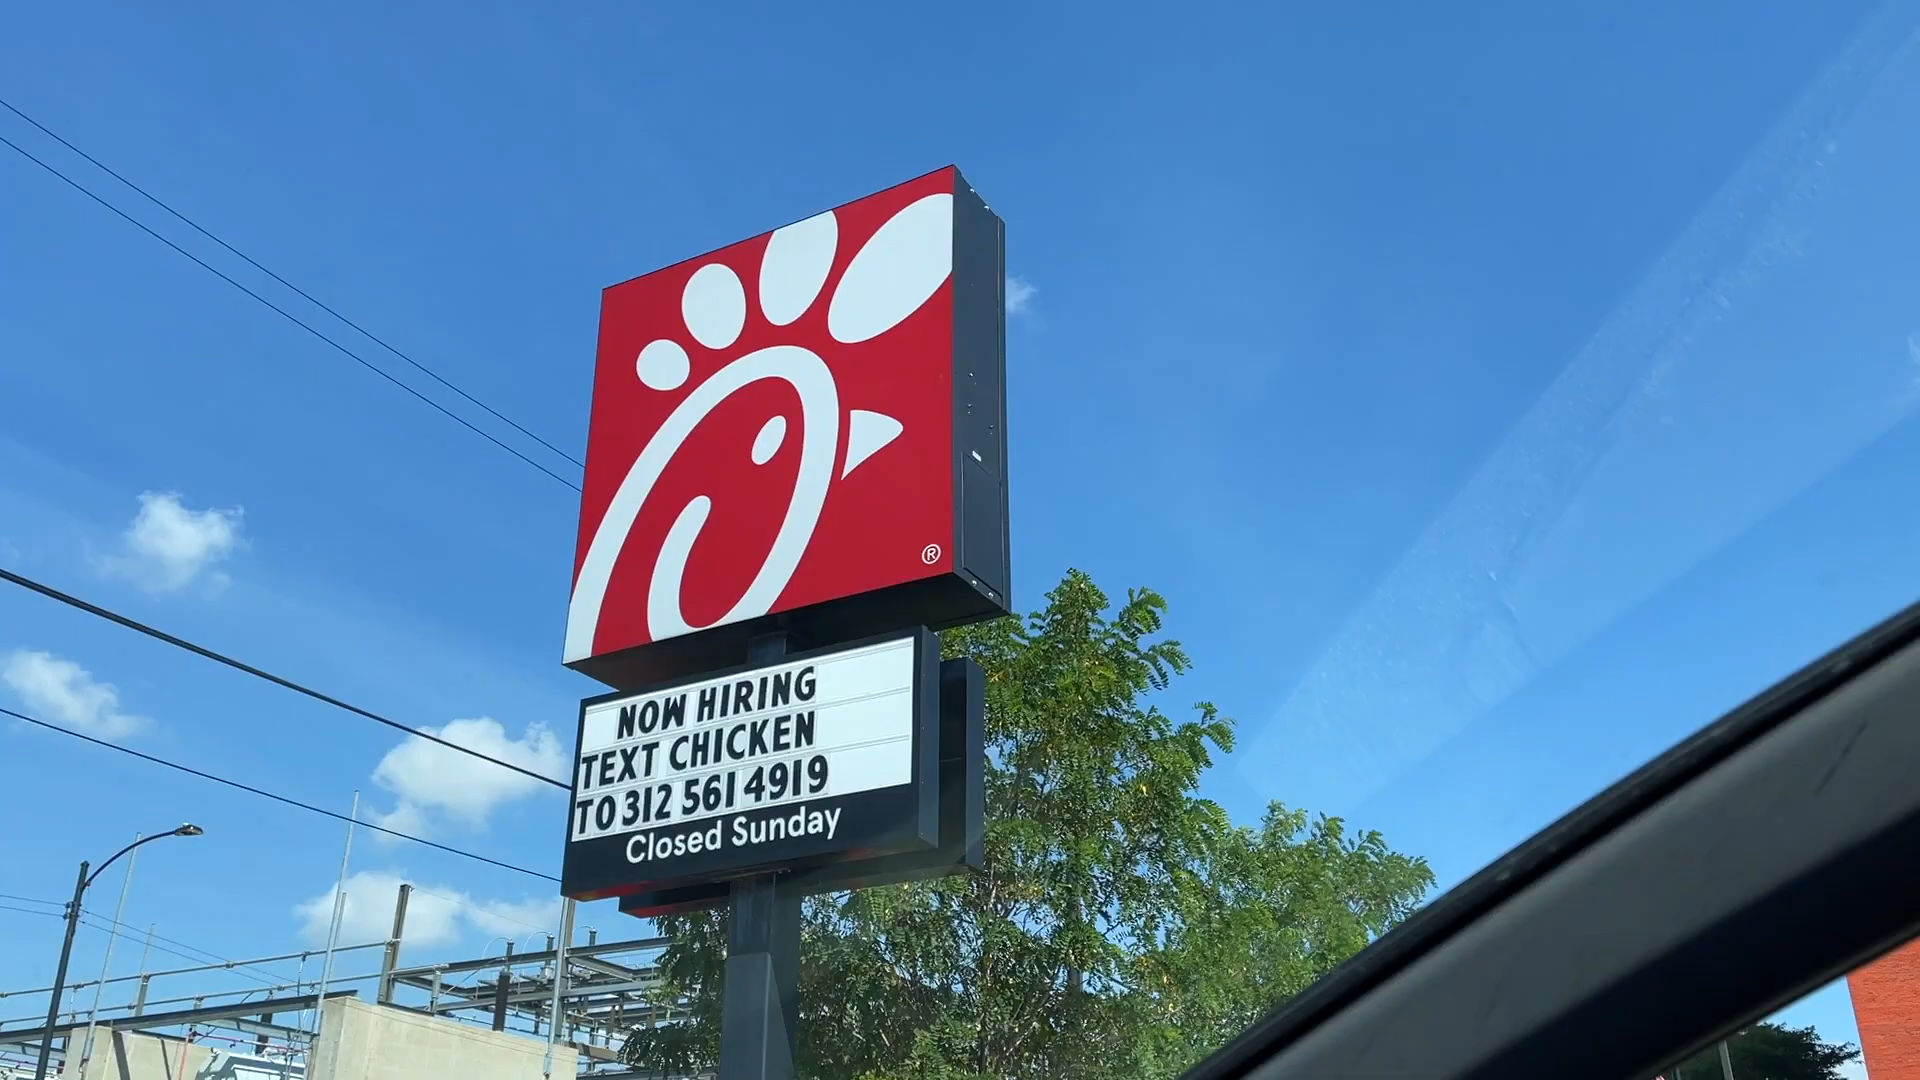 ®
NOW HIRING
TEXT CHICKEN
TO 312 561 4919
Closed Sunday